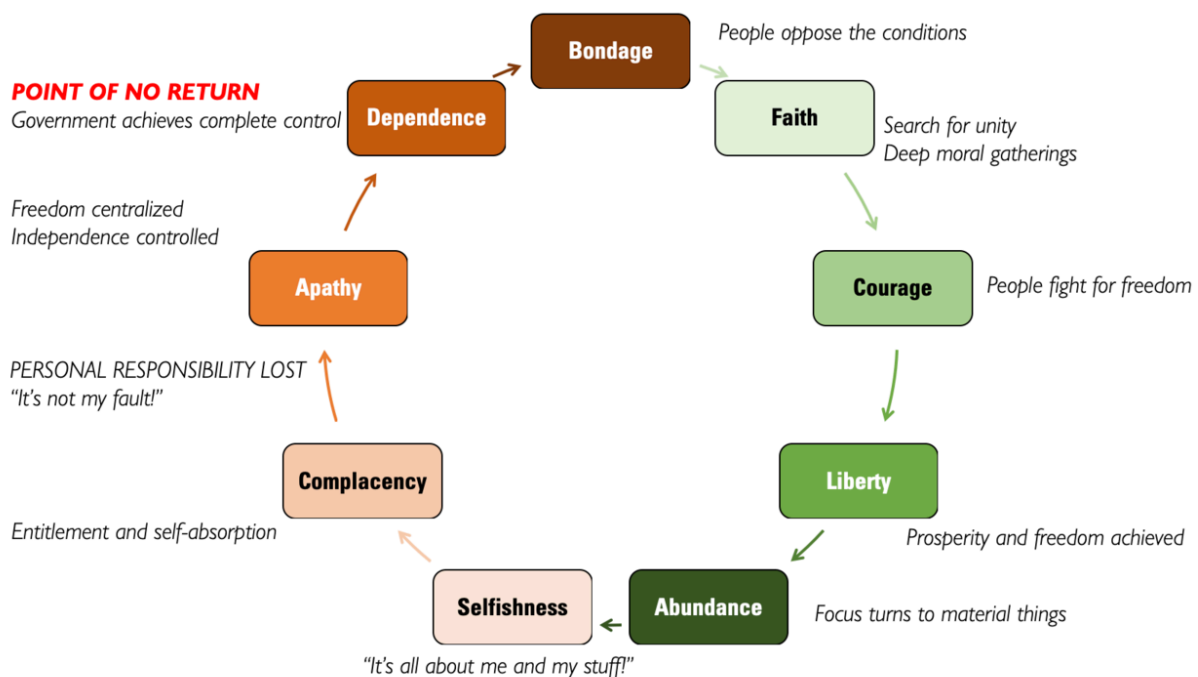 Bondage
People oppose the conditions
Faith
Search for unity
Deep moral gatherings
Courage
People fight for freedom
Liberty
Prosperity and freedom achieved
Abundance
Focus turns to material things
Selfishness
“It’s all about me and my stuff!”
Complacency
Entitlement and self-absorption
PERSONAL RESPONSIBILITY LOST
“It’s not my fault!”
Apathy
Freedom centralized
Independence controlled
Dependence
POINT OF NO RETURN
Government achieves complete control